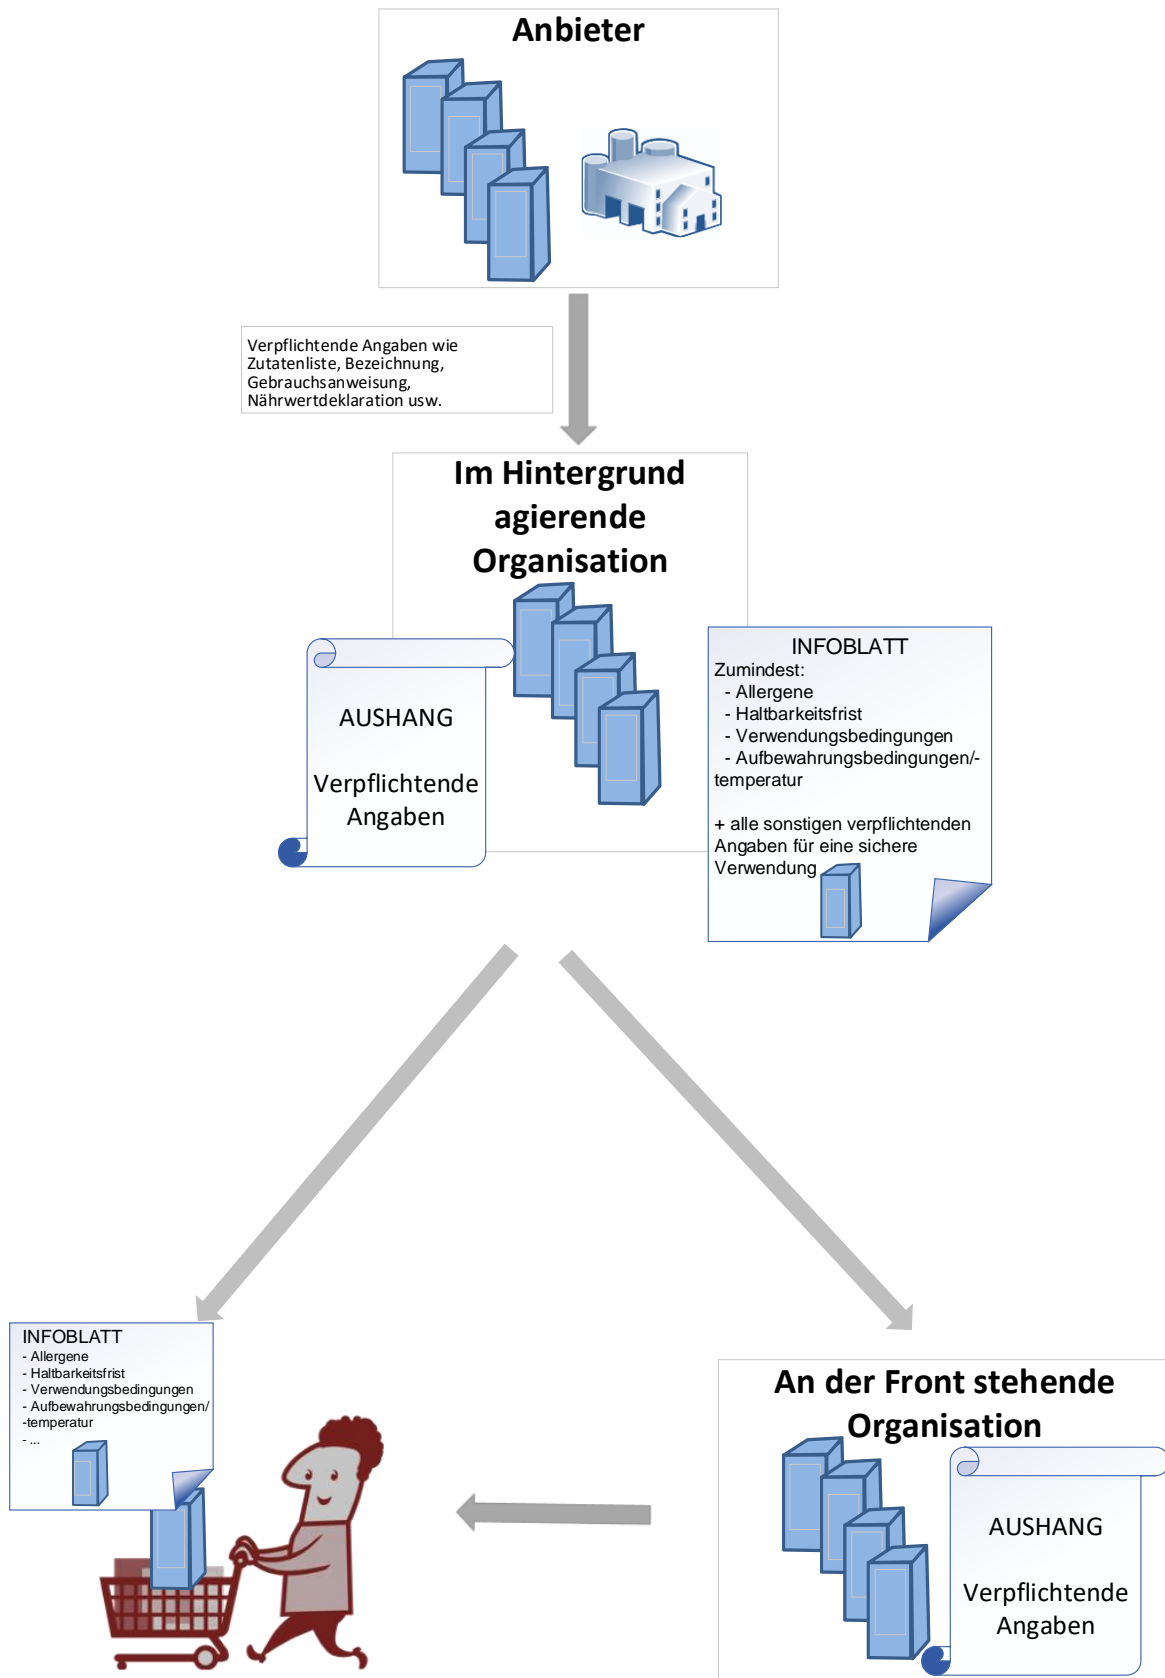 Anbieter
Verpflichtende Angaben wie
Zutatenliste, Bezeichnung,
Gebrauchsanweisung,
Nährwertdeklaration usw.
Im Hintergrund
agierende
Organisation
AUSHANG
Verpflichtende
Angaben
INFOBLATT
Zumindest:
- Allergene
- Haltbarkeitsfrist
- Verwendungsbedingungen
- Aufbewahrungsbedingungen/-
temperatur
+ alle sonstigen verpflichtenden
Angaben für eine sichere
Verwendung
INFOBLATT
- Allergene
- Haltbarkeitsfrist
- Verwendungsbedingungen
- Aufbewahrungsbedingungen/
-temperatur
- ...
An der Front stehende
Organisation
AUSHANG
Verpflichtende
Angaben